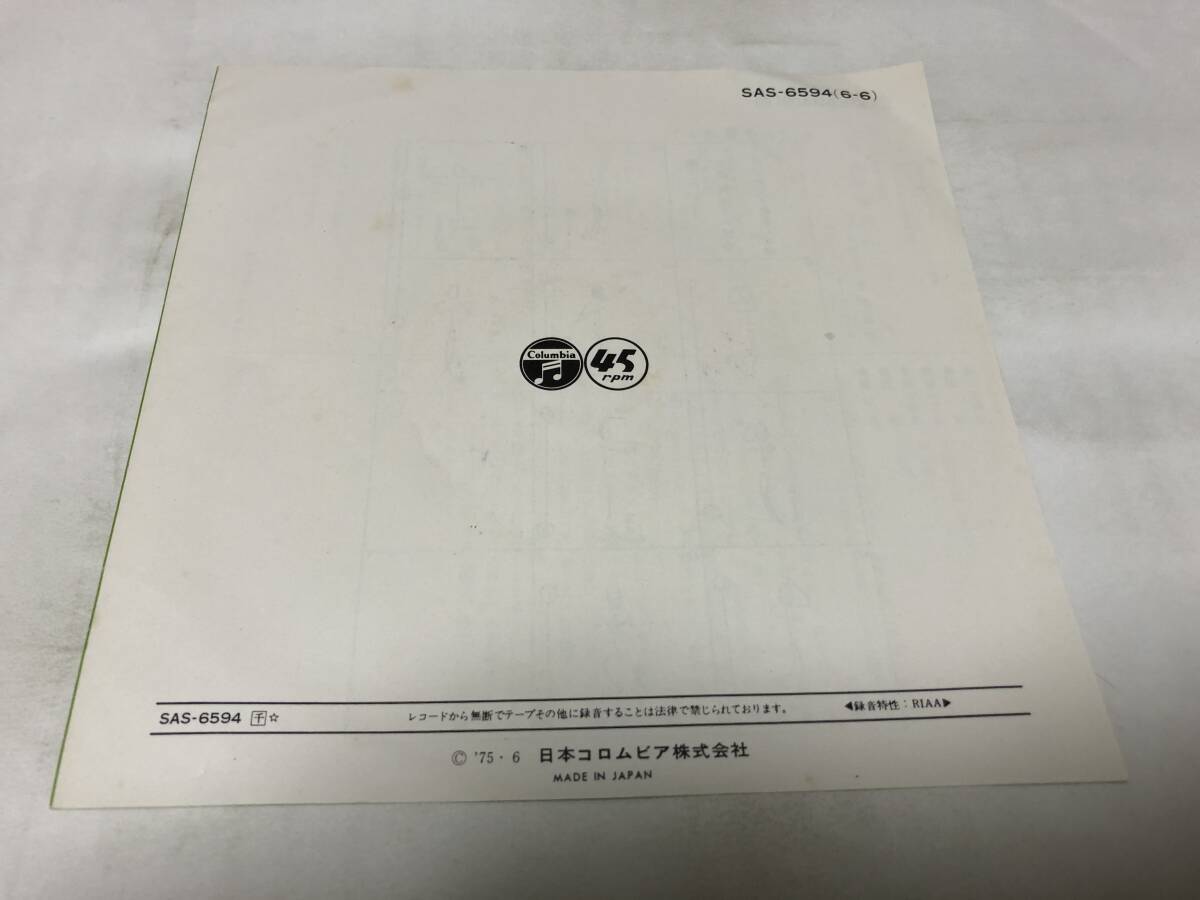 SAS-6594(6-6)
Columbia
45
rpm
SAS-6594 千☆ レコードから無断でテープその他に録音することは法律で禁じられております。 ◀録音特性：RIAA▶
© '75・6 日本コロムビア株式会社
MADE IN JAPAN